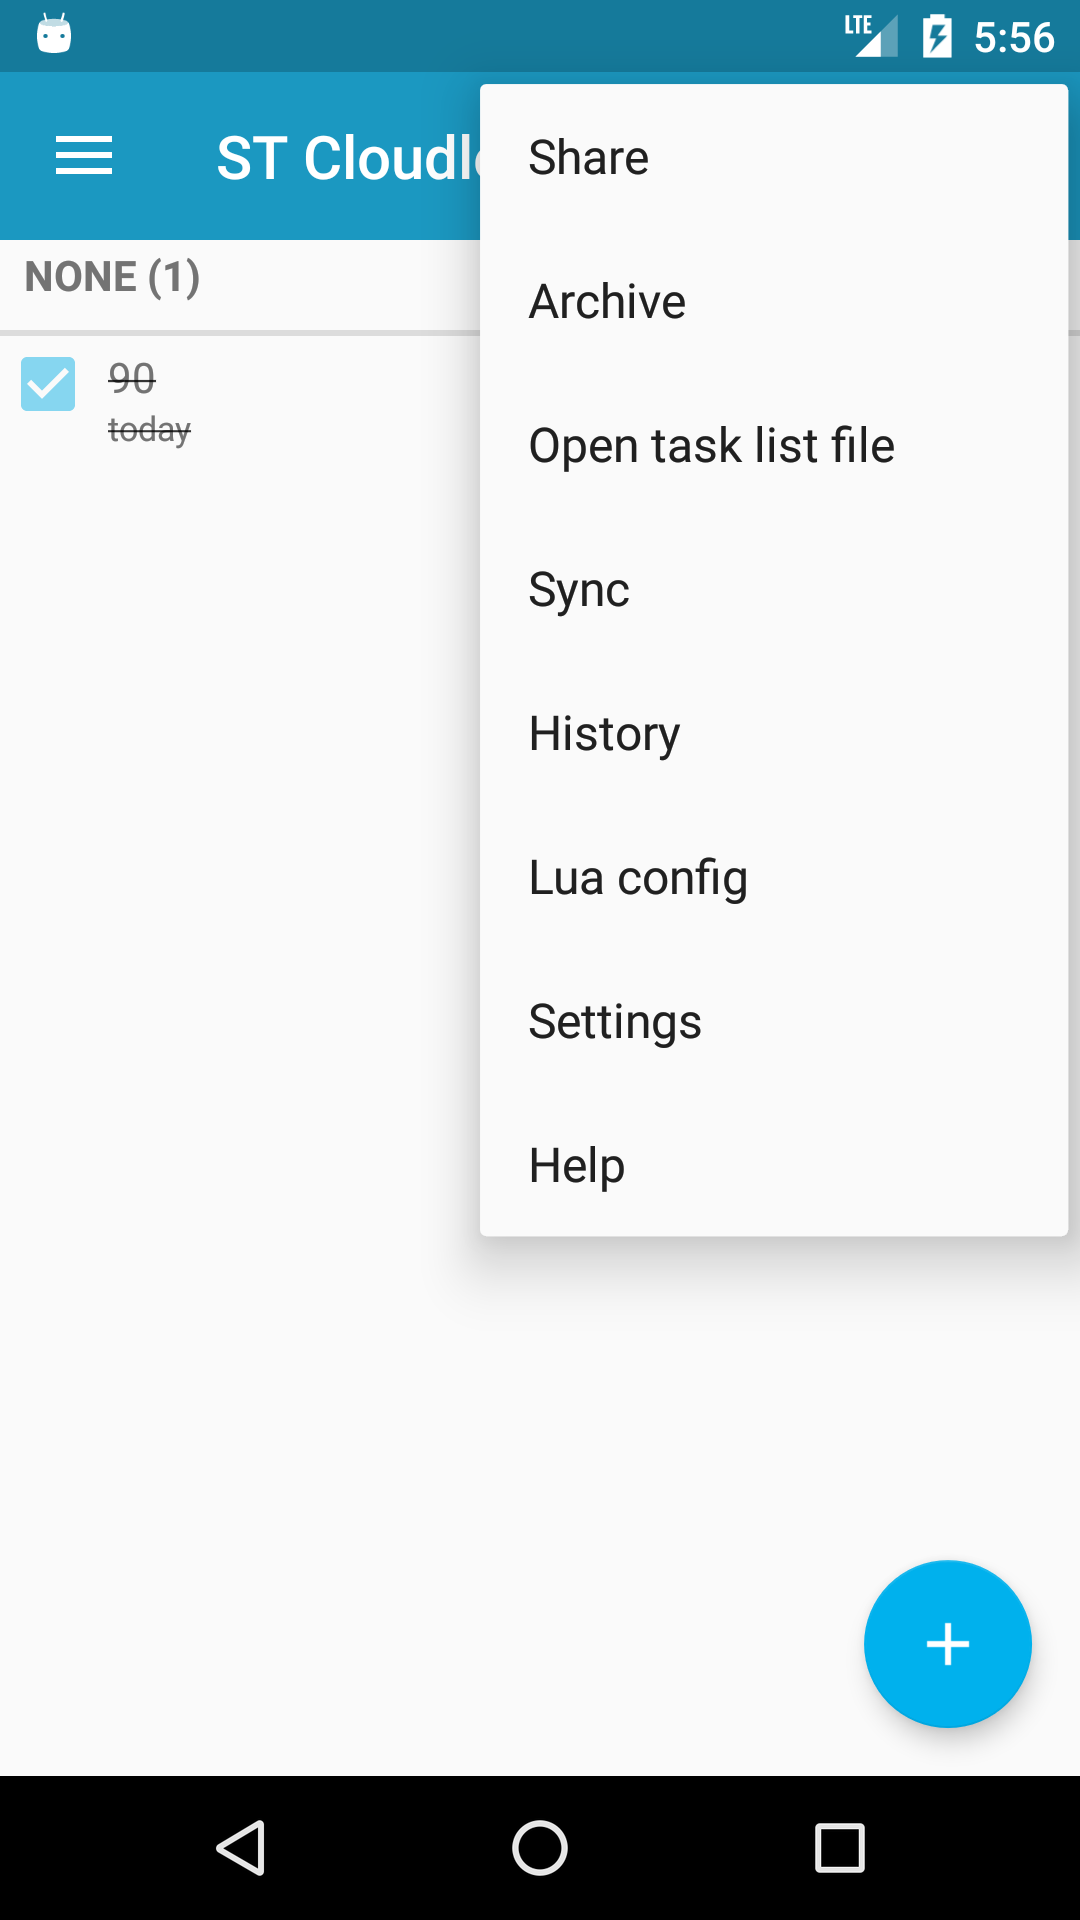 LTE 5:56
ST Cloudl
Share
NONE (1)
Archive
90
today
Open task list file
Sync
History
Lua config
Settings
Help